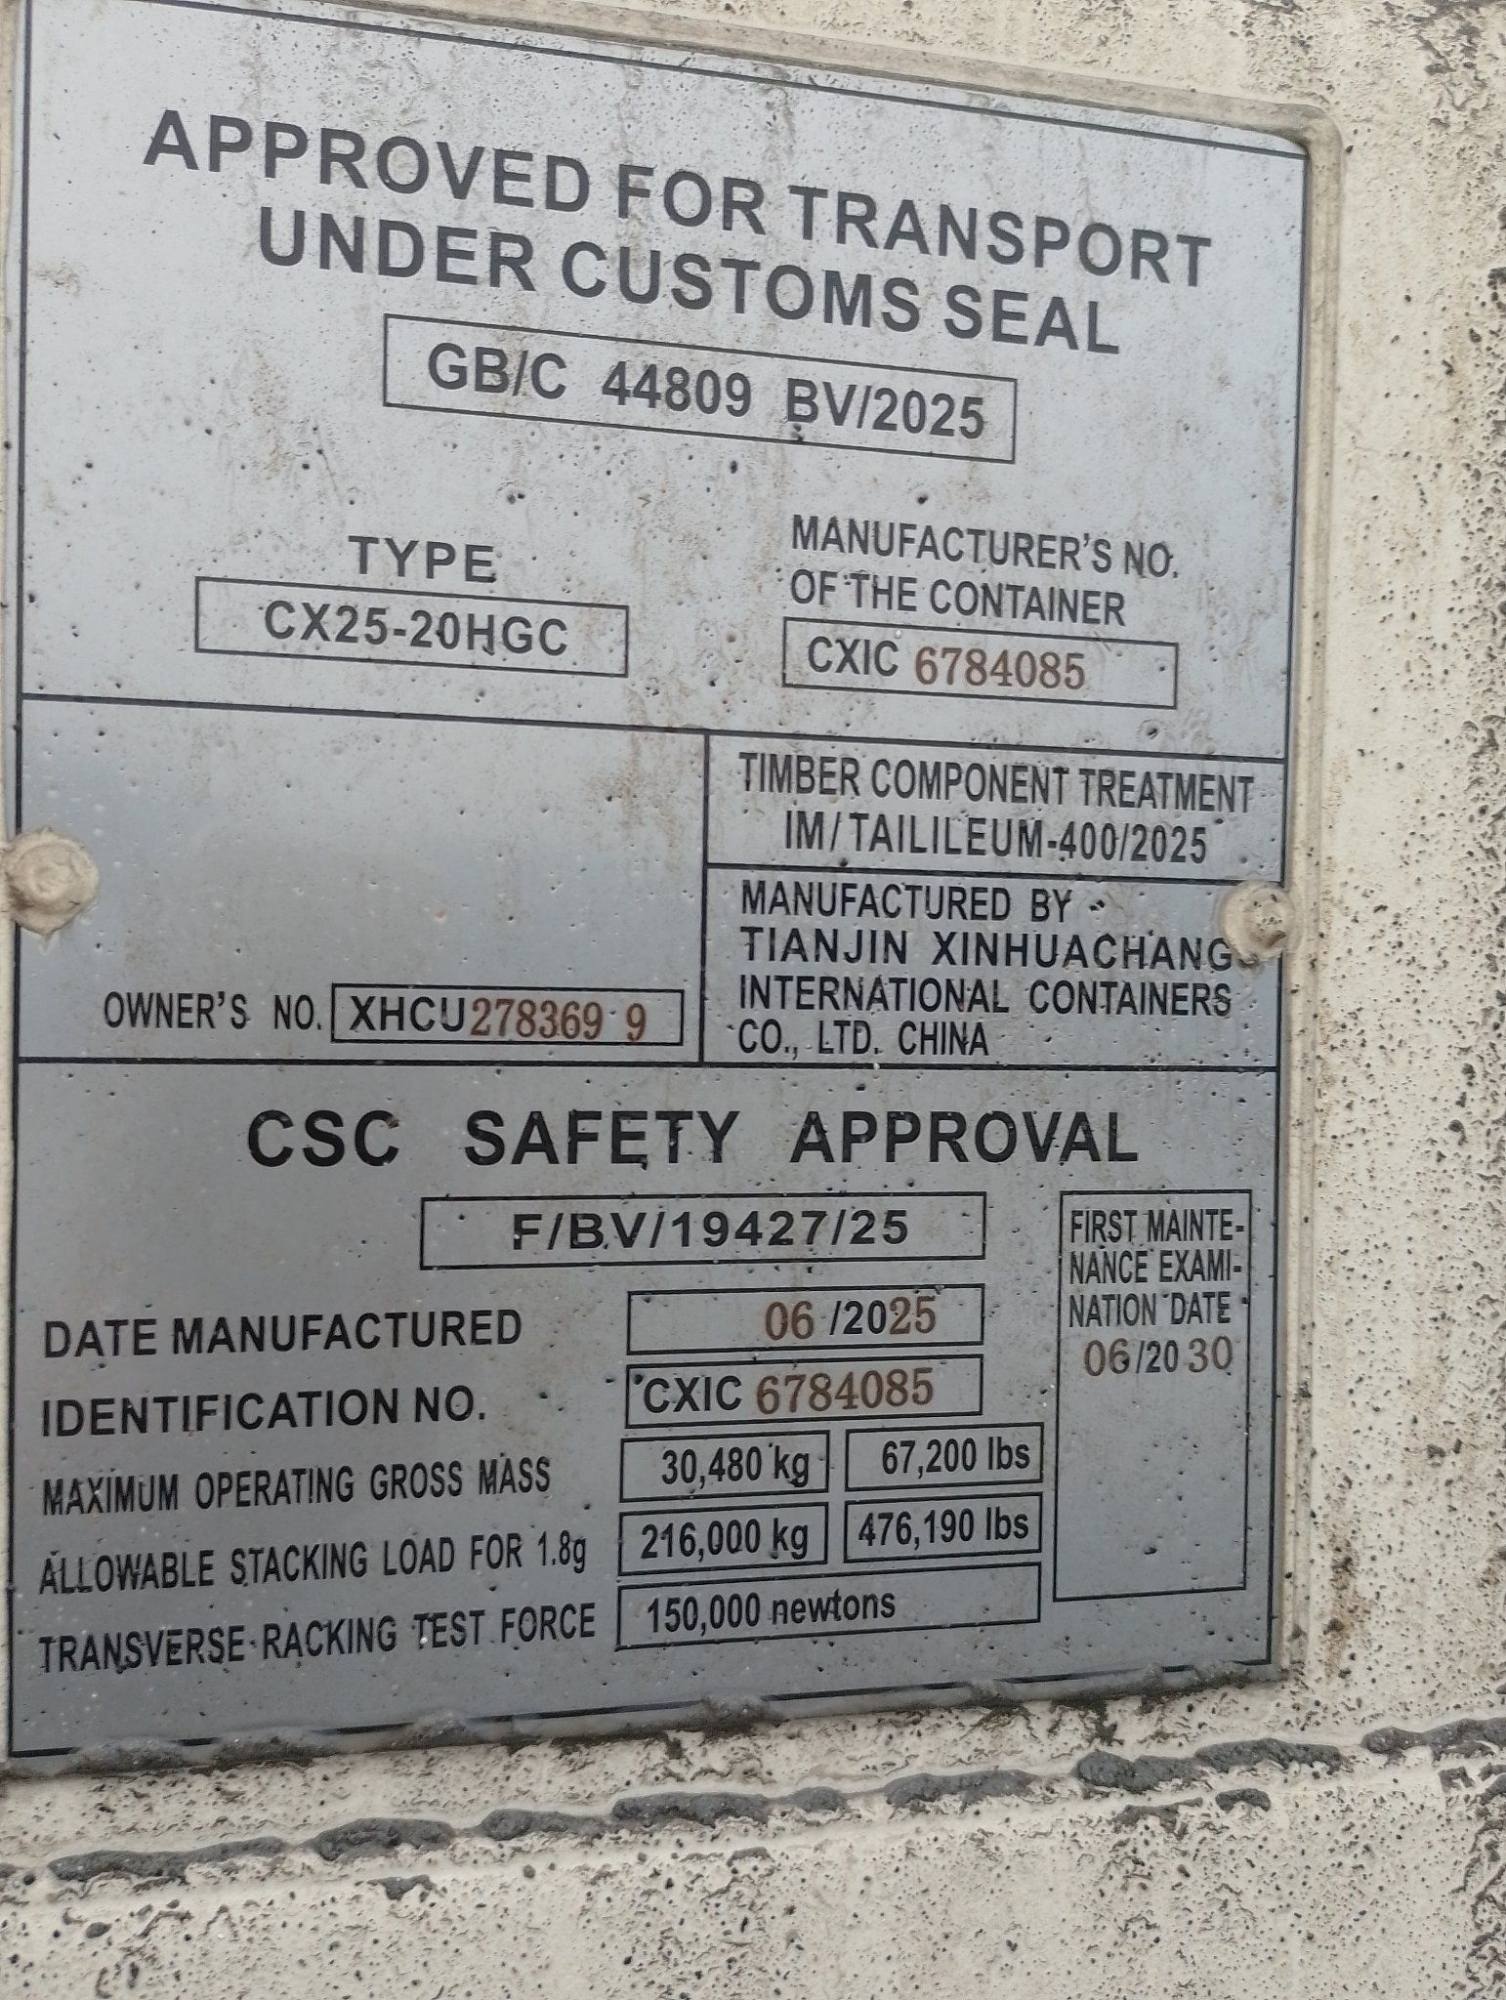 APPROVED FOR TRANSPORT
UNDER CUSTOMS SEAL
GB/C 44809 BV/2025
TYPE
CX25-20HGC
MANUFACTURER'S NO.
OF THE CONTAINER
CXIC 6784085
TIMBER COMPONENT TREATMENT
IM/TAILILEUM-400/2025
MANUFACTURED BY
TIANJIN XINHUACHANG
INTERNATIONAL CONTAINERS
CO., LTD. CHINA
OWNER'S NO. XHCU278369 9
CSC SAFETY APPROVAL
F/BV/19427/25
DATE MANUFACTURED 06/2025
IDENTIFICATION NO. CXIC 6784085
MAXIMUM OPERATING GROSS MASS 30,480 kg 67,200 lbs
ALLOWABLE STACKING LOAD FOR 1.8g 216,000 kg 476,190 lbs
TRANSVERSE RACKING TEST FORCE 150,000 newtons
FIRST MAINTE-
NANCE EXAMI-
NATION DATE
06/2030